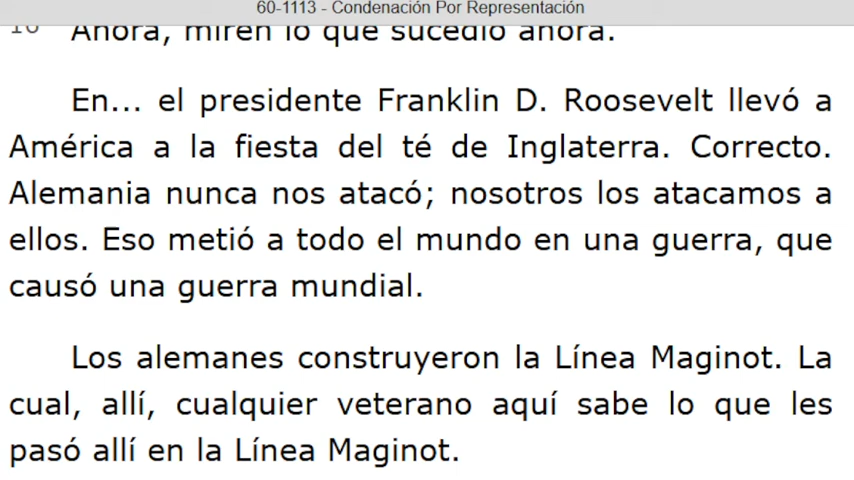 60-1113 - Condenación Por Representación
16 Ahora, miren lo que sucedió ahora.
En... el presidente Franklin D. Roosevelt llevó a
América a la fiesta del té de Inglaterra. Correcto.
Alemania nunca nos atacó; nosotros los atacamos a
ellos. Eso metió a todo el mundo en una guerra, que
causó una guerra mundial.
Los alemanes construyeron la Línea Maginot. La
cual, allí, cualquier veterano aquí sabe lo que les
pasó allí en la Línea Maginot.